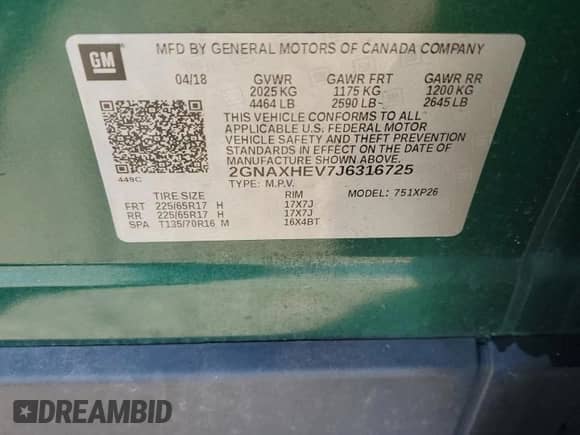 GM
MFD BY GENERAL MOTORS OF CANADA COMPANY
04/18 GVWR GAWR FRT GAWR RR
2025 KG 1175 KG 1200 KG
4464 LB 2590 LB 2645 LB
THIS VEHICLE CONFORMS TO ALL
APPLICABLE U.S. FEDERAL MOTOR
VEHICLE SAFETY AND THEFT PREVENTION
STANDARDS IN EFFECT ON THE DATE OF
MANUFACTURE SHOWN ABOVE.
2GNAXHEV7J6316725
449C TYPE: M.P.V. MODEL: 751XP26
TIRE SIZE RIM
FRT 225/65R17 H 17X7J
RR 225/65R17 H 17X7J
SPA T135/70R16 M 16X4BT
DREAMBID